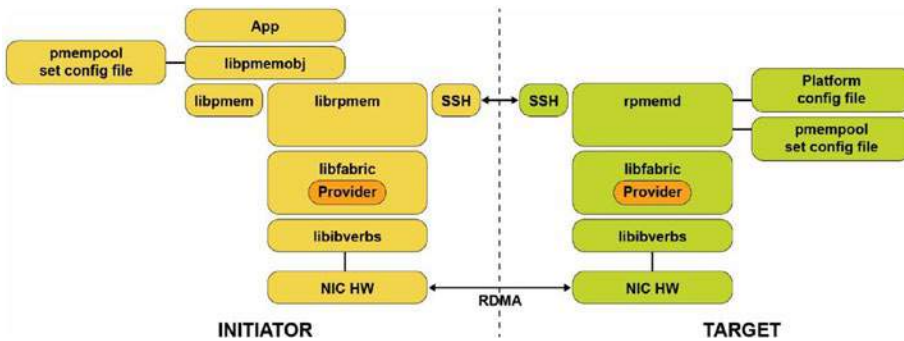 App
pmempool
set config file
libpmemobj
libpmem
librpmem
SSH
SSH
rpmemd
Platform
config file
pmempool
set config file
libfabric
Provider
libfabric
Provider
libibverbs
libibverbs
NIC HW
NIC HW
RDMA
INITIATOR
TARGET